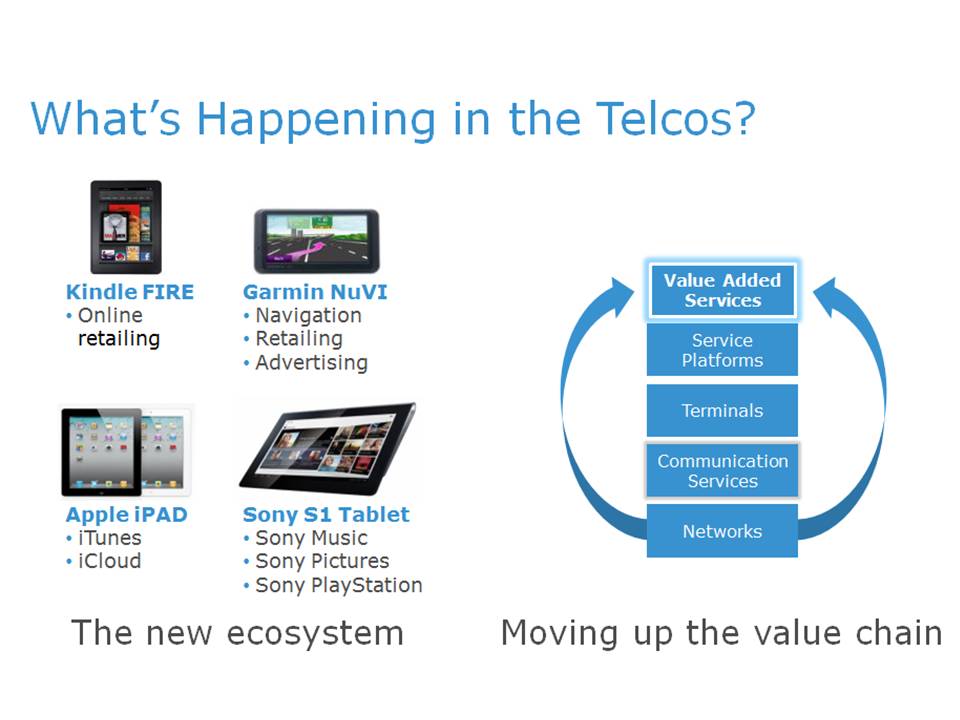 What's Happening in the Telcos?
Kindle FIRE
• Online
retailing
Garmin NuVI
• Navigation
• Retailing
• Advertising
Apple iPAD
• iTunes
• iCloud
Sony S1 Tablet
• Sony Music
• Sony Pictures
• Sony PlayStation
The new ecosystem
Value Added
Services
Service
Platforms
Terminals
Communication
Services
Networks
Moving up the value chain